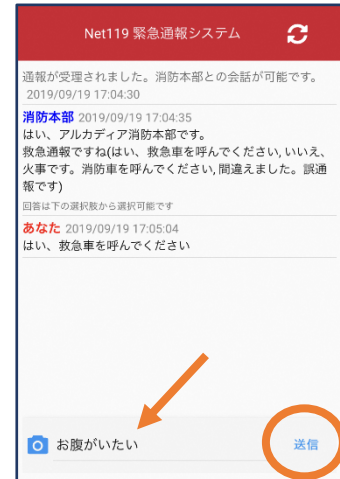 Net119 緊急通報システム
通報が受理されました。消防本部との会話が可能です。
2019/09/19 17:04:30
消防本部 2019/09/19 17:04:35
はい、アルカディア消防本部です。
救急通報ですね(はい、救急車を呼んでください, いいえ、
火事です。消防車を呼んでください, 間違えました。誤通
報です)
回答は下の選択肢から選択可能です
あなた 2019/09/19 17:05:04
はい、救急車を呼んでください
お腹がいたい 送信